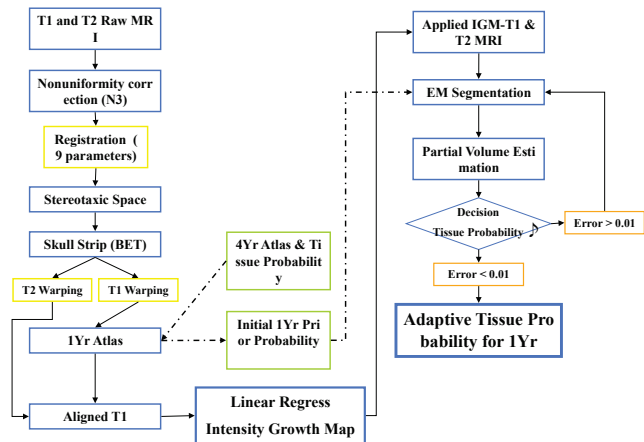 T1 and T2 Raw MR
I
Nonuniformity corr
ection (N3)
Registration (
9 parameters)
Stereotaxic Space
Skull Strip (BET)
T2 Warping
T1 Warping
1Yr Atlas
Aligned T1
4Yr Atlas & Ti
ssue Probabilit
y
Initial 1Yr Pri
or Probability
Linear Regress
Intensity Growth Map
Applied IGM-T1 &
T2 MRI
EM Segmentation
Partial Volume Esti
mation
Decision
Tissue Probability
Error > 0.01
Error < 0.01
Adaptive Tissue Pro
bability for 1Yr